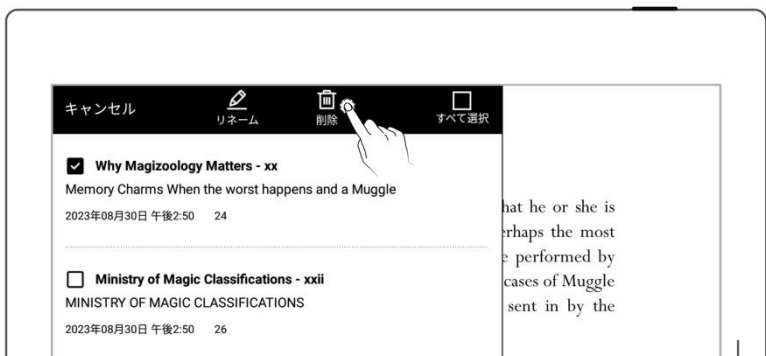 キャンセル
リネーム
削除
すべて選択
Why Magizoology Matters - xx
Memory Charms When the worst happens and a Muggle
2023年08月30日 午後2:50 24
Ministry of Magic Classifications - xxii
MINISTRY OF MAGIC CLASSIFICATIONS
2023年08月30日 午後2:50 26
hat he or she is
erhaps the most
e performed by
cases of Muggle
sent in by the